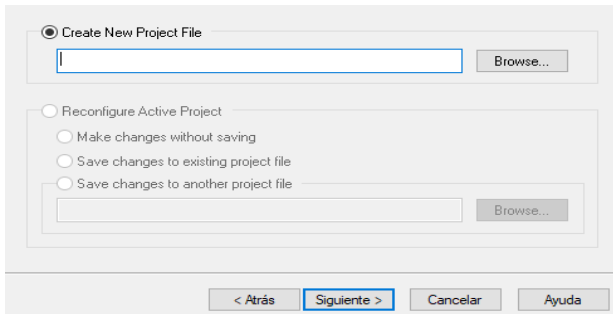 Create New Project File
Browse...
Reconfigure Active Project
Make changes without saving
Save changes to existing project file
Save changes to another project file
Browse...
< Atrás Siguiente > Cancelar Ayuda